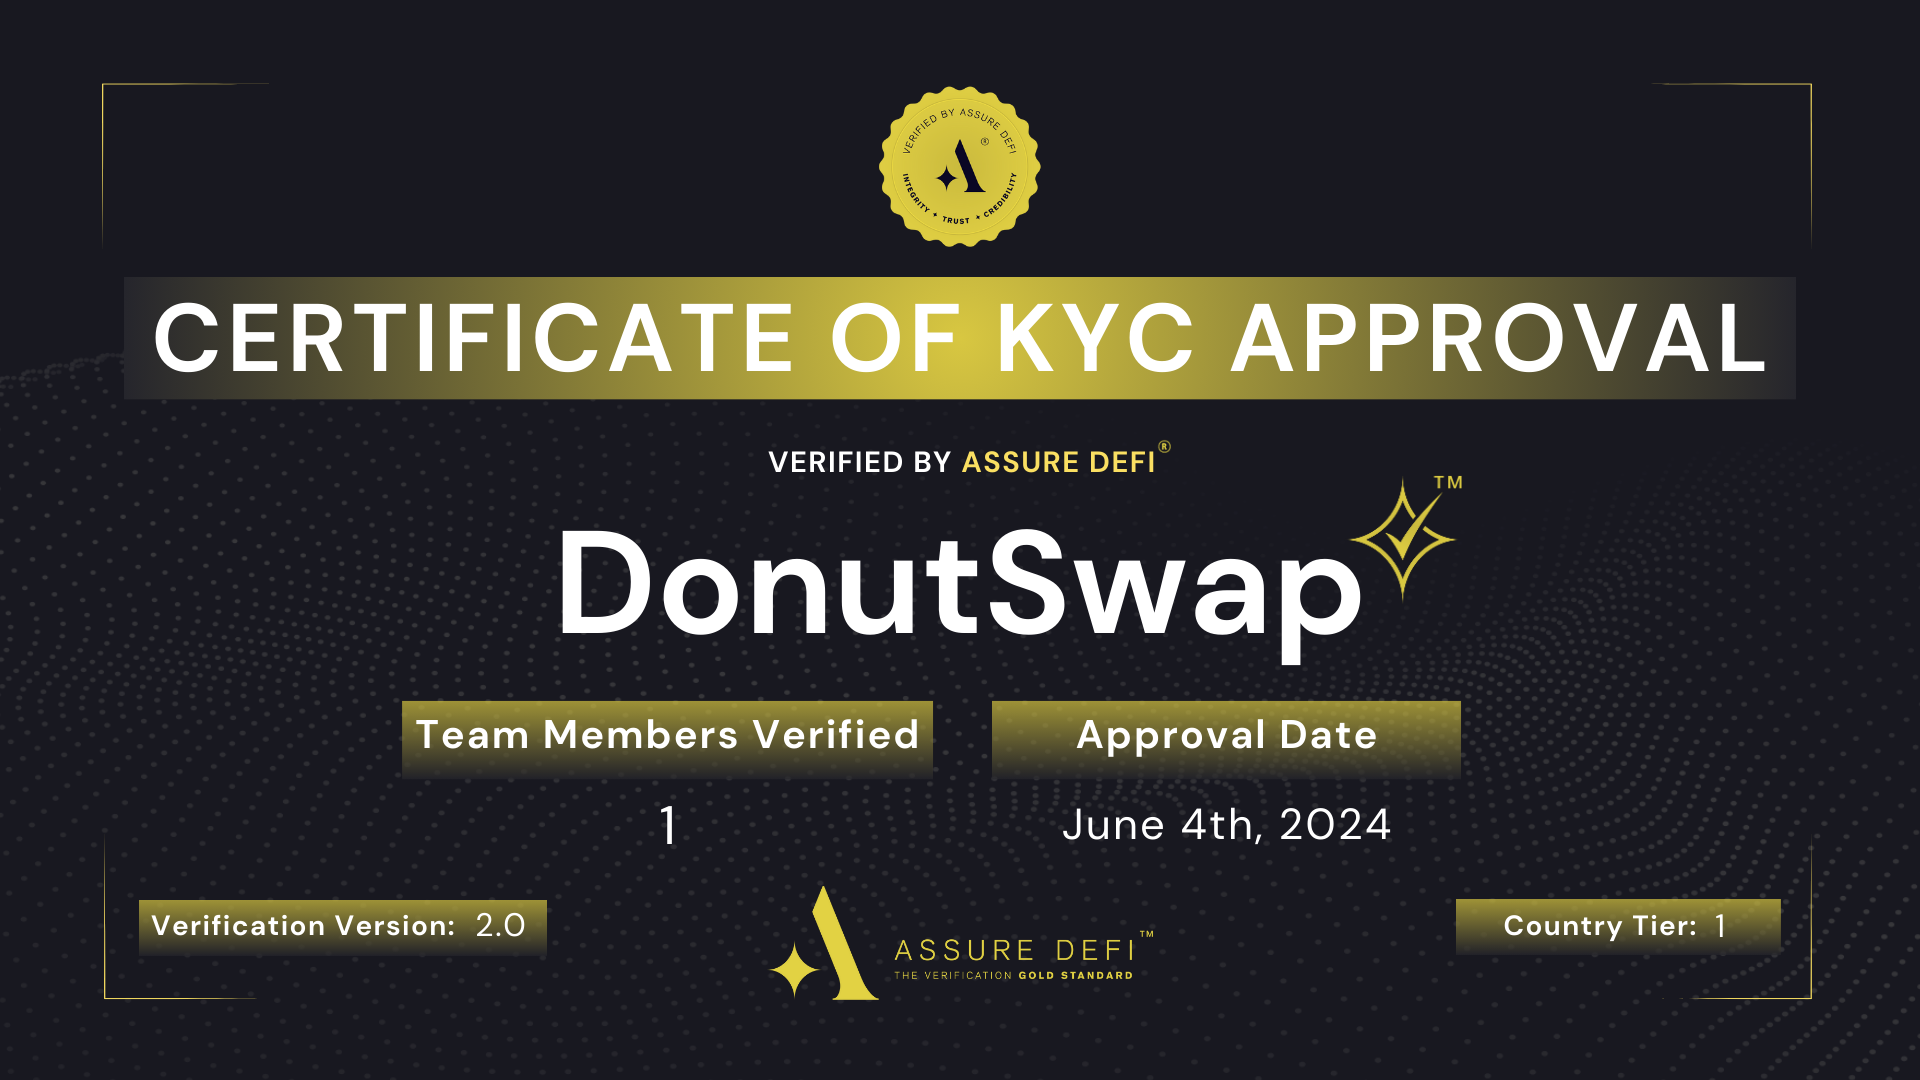 VERIFIED BY ASSURE DEFI
®
INTEGRITY ✦ TRUST ✦ CREDIBILITY
CERTIFICATE OF KYC APPROVAL
VERIFIED BY ASSURE DEFI®
DonutSwap
TM
Team Members Verified
Approval Date
1
June 4th, 2024
Verification Version: 2.0
ASSURE DEFI™
THE VERIFICATION GOLD STANDARD
Country Tier: 1